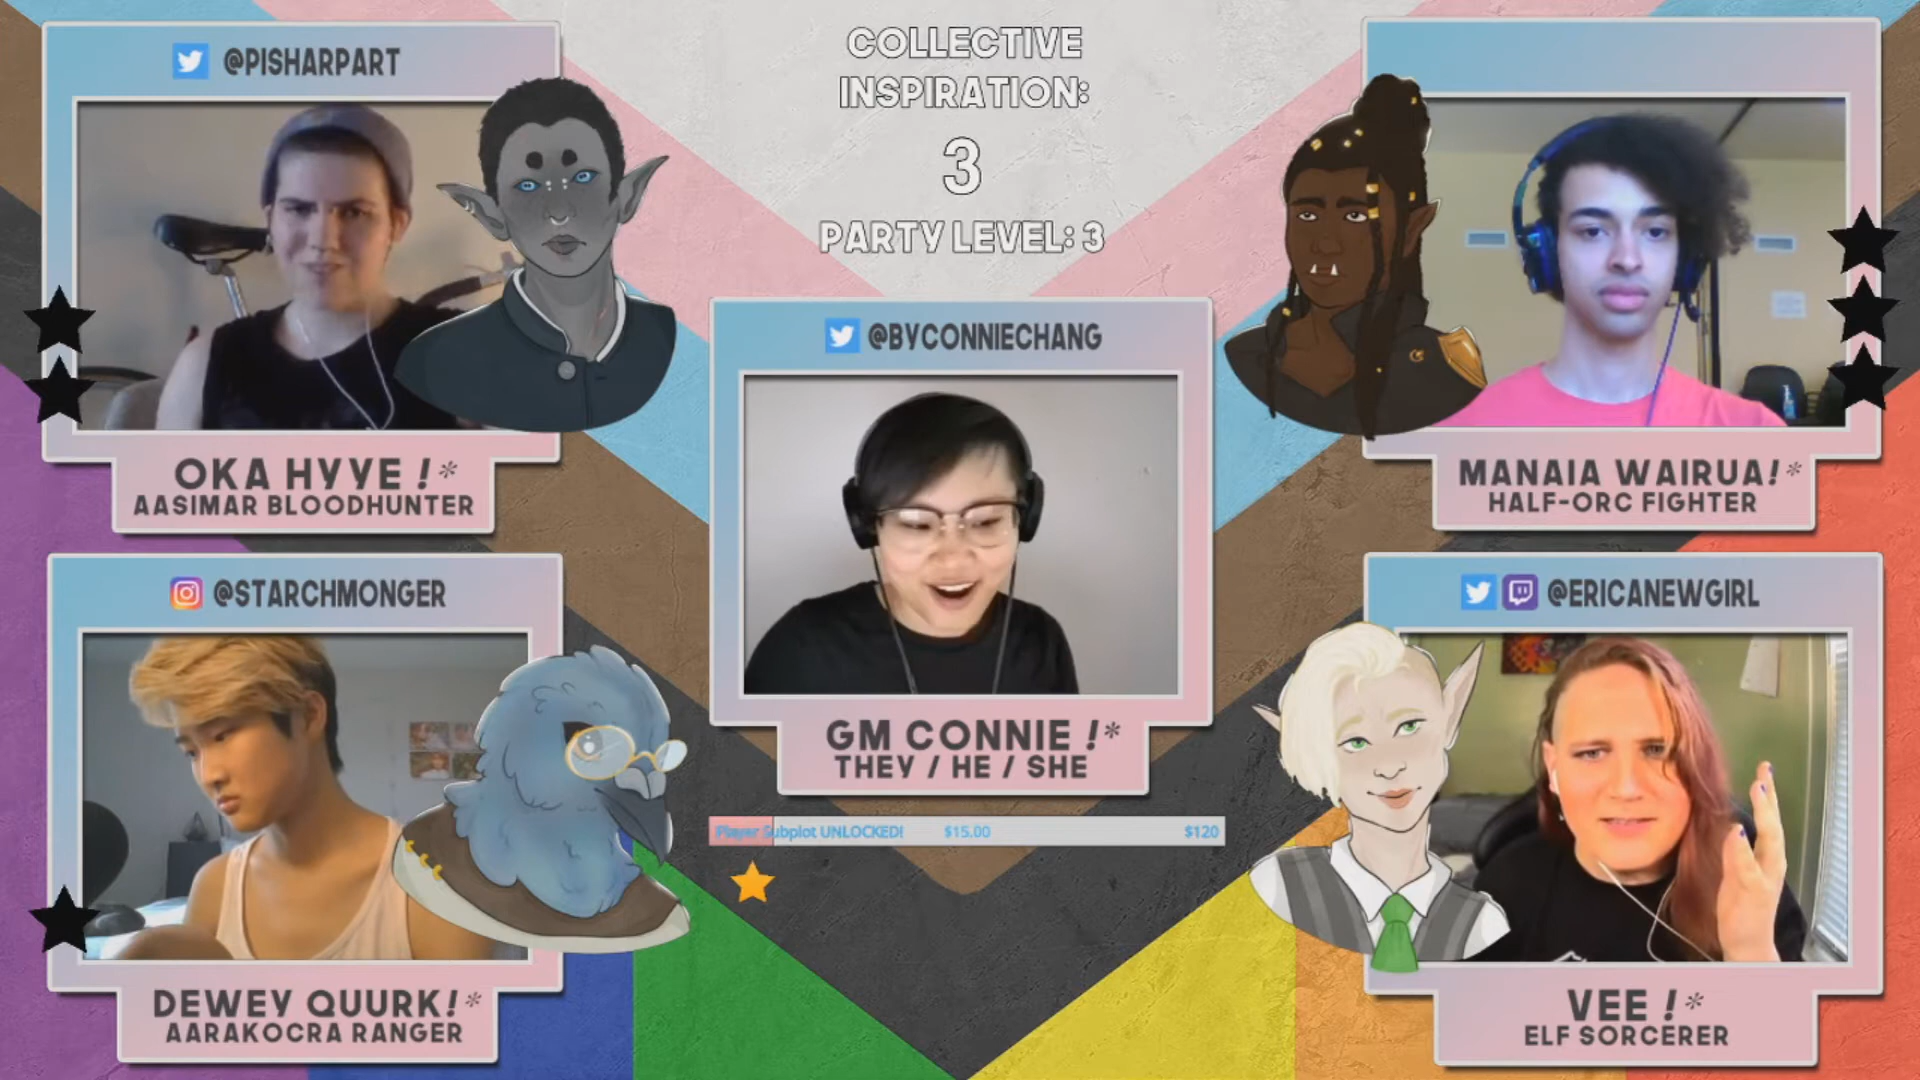 @PISHARPART
OKA HYYE !*
AASIMAR BLOODHUNTER
COLLECTIVE
INSPIRATION:
3
PARTY LEVEL: 3
MANAIA WAIRUA!*
HALF-ORC FIGHTER
@BYCONNIECHANG
GM CONNIE !*
THEY / HE / SHE
Player Subplot UNLOCKED! $15.00 $120
@STARCHMONGER
DEWEY QUURK!*
AARAKOCRA RANGER
@ERICANEWGIRL
VEE !*
ELF SORCERER